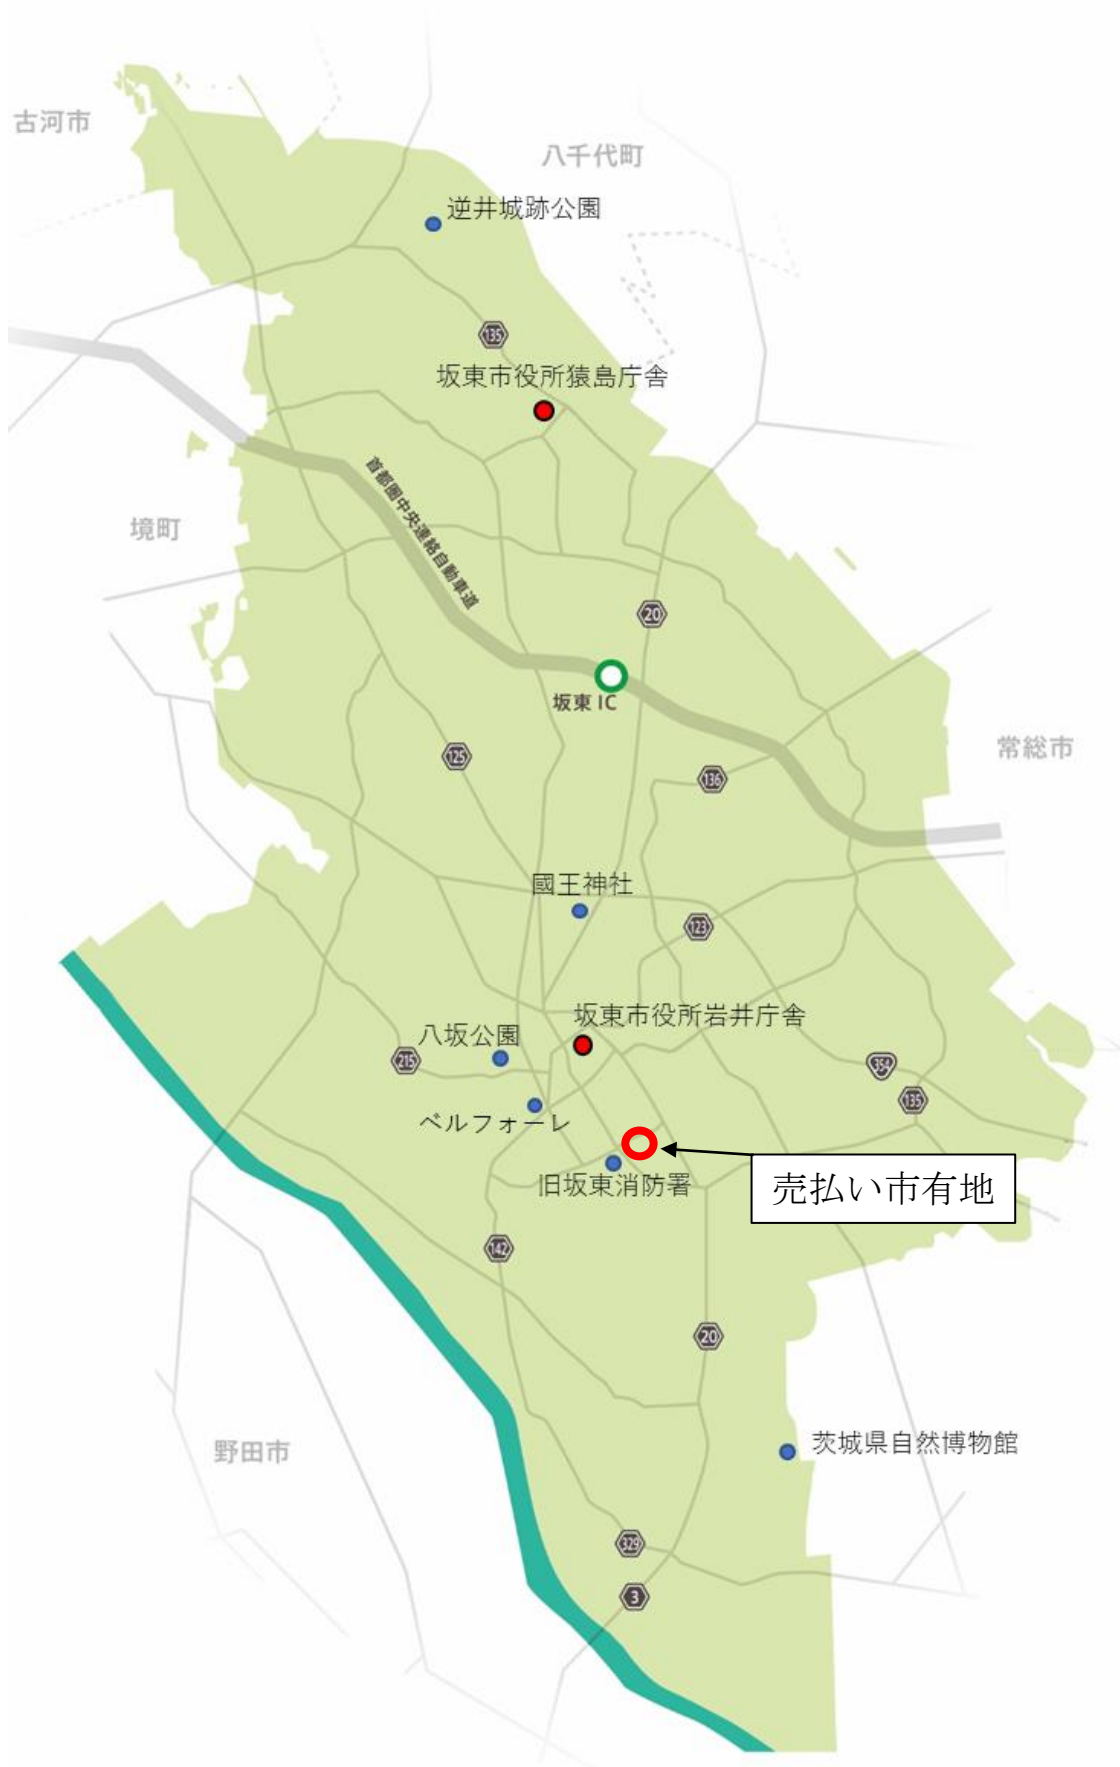 古河市
八千代町
逆井城跡公園
135
坂東市役所猿島庁舎
首都圏中央連絡自動車道
境町
20
坂東 IC
常総市
125
136
國王神社
123
坂東市役所岩井庁舎
八坂公園
215
354
135
ベルフォーレ
売払い市有地
旧坂東消防署
142
20
茨城県自然博物館
野田市
329
3